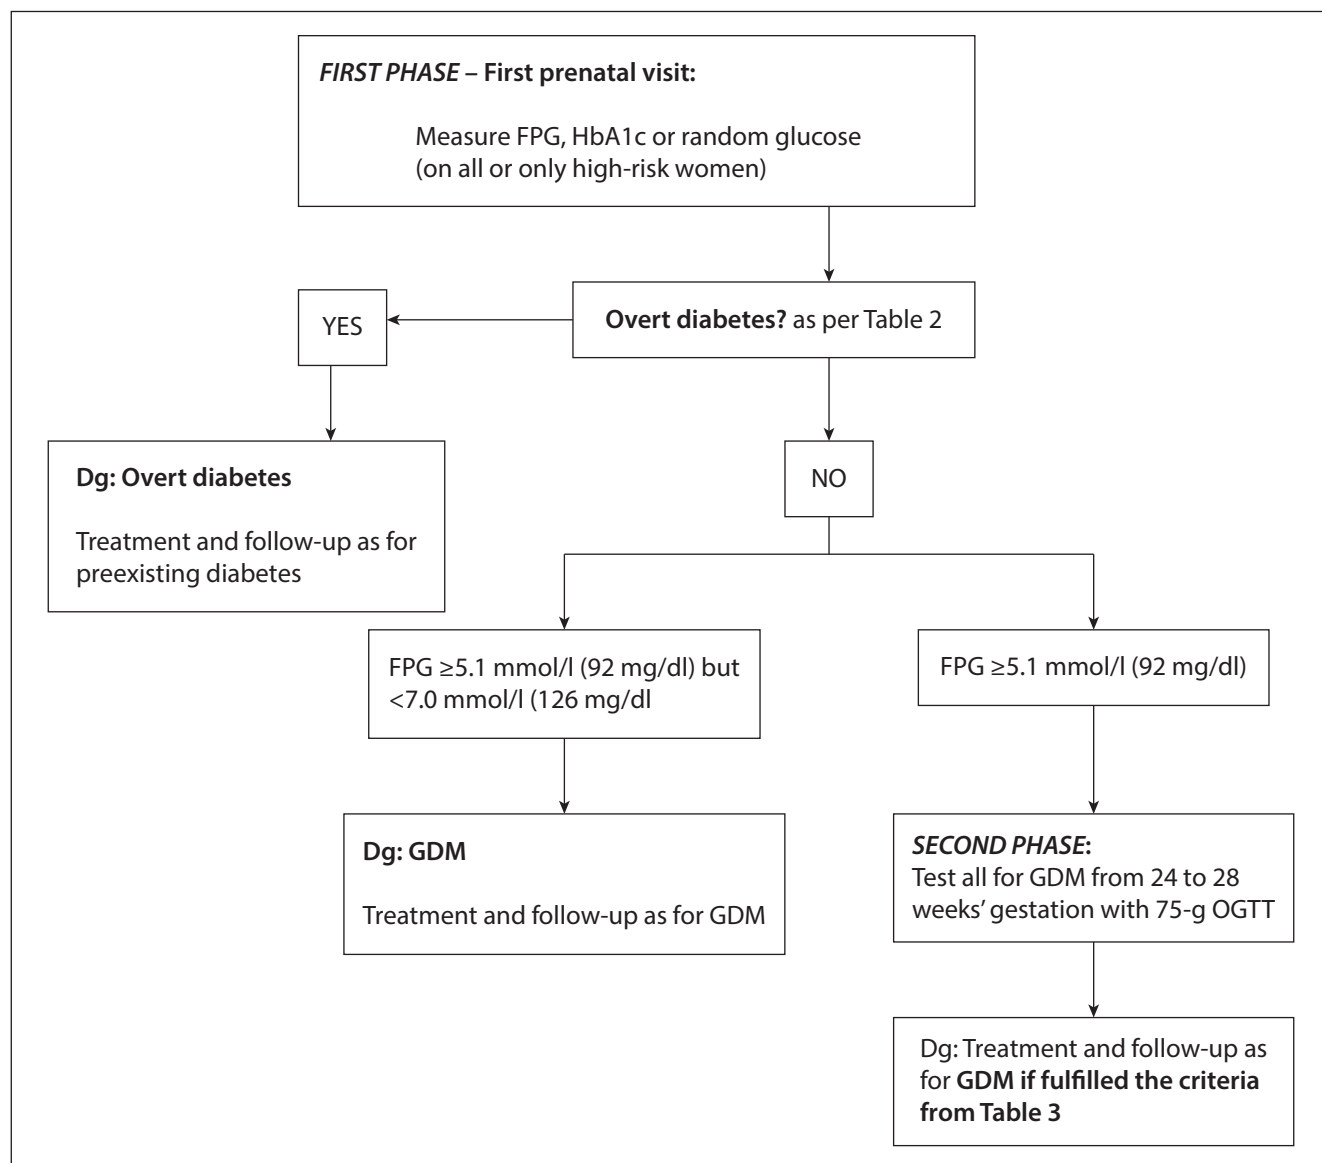 FIRST PHASE – First prenatal visit:
Measure FPG, HbA1c or random glucose
(on all or only high-risk women)
YES
Overt diabetes? as per Table 2
Dg: Overt diabetes
Treatment and follow-up as for
preexisting diabetes
NO
FPG ≥5.1 mmol/l (92 mg/dl) but
<7.0 mmol/l (126 mg/dl
FPG ≥5.1 mmol/l (92 mg/dl)
Dg: GDM
Treatment and follow-up as for GDM
SECOND PHASE:
Test all for GDM from 24 to 28
weeks’ gestation with 75-g OGTT
Dg: Treatment and follow-up as
for GDM if fulfilled the criteria
from Table 3